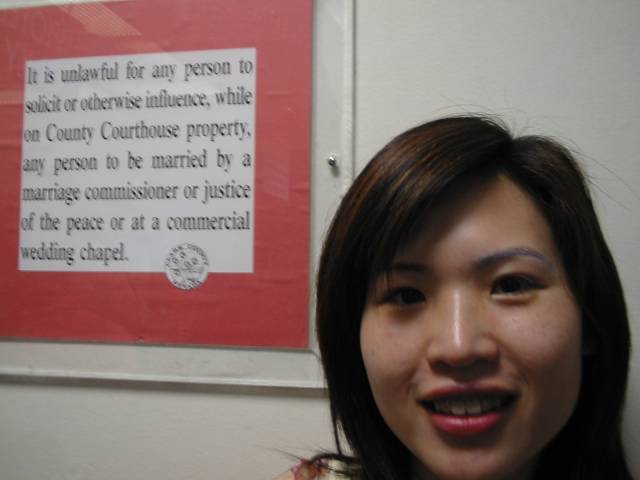 It is unlawful for any person to
solicit or otherwise influence, while
on County Courthouse property,
any person to be married by a
marriage commissioner or justice
of the peace or at a commercial
wedding chapel.